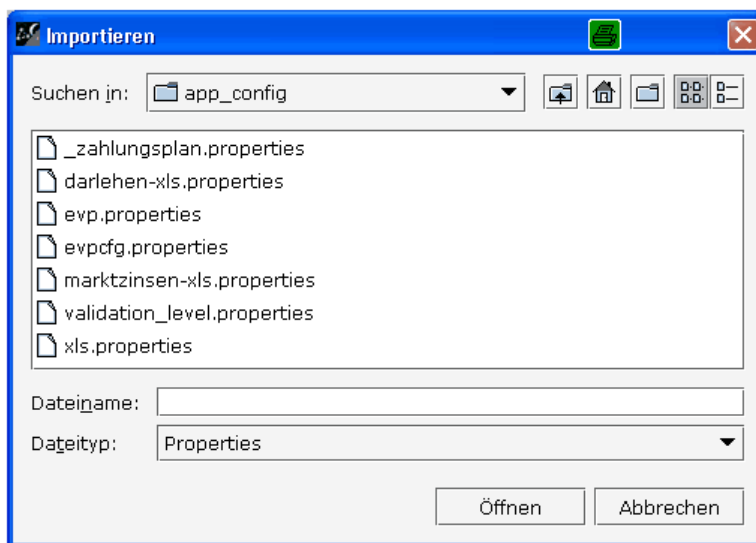 Importieren
Suchen in: app_config
_zahlungsplan.properties
darlehen-xls.properties
evp.properties
evpcfg.properties
marktzinsen-xls.properties
validation_level.properties
xls.properties
Dateiname:
Dateityp: Properties
Öffnen Abbrechen